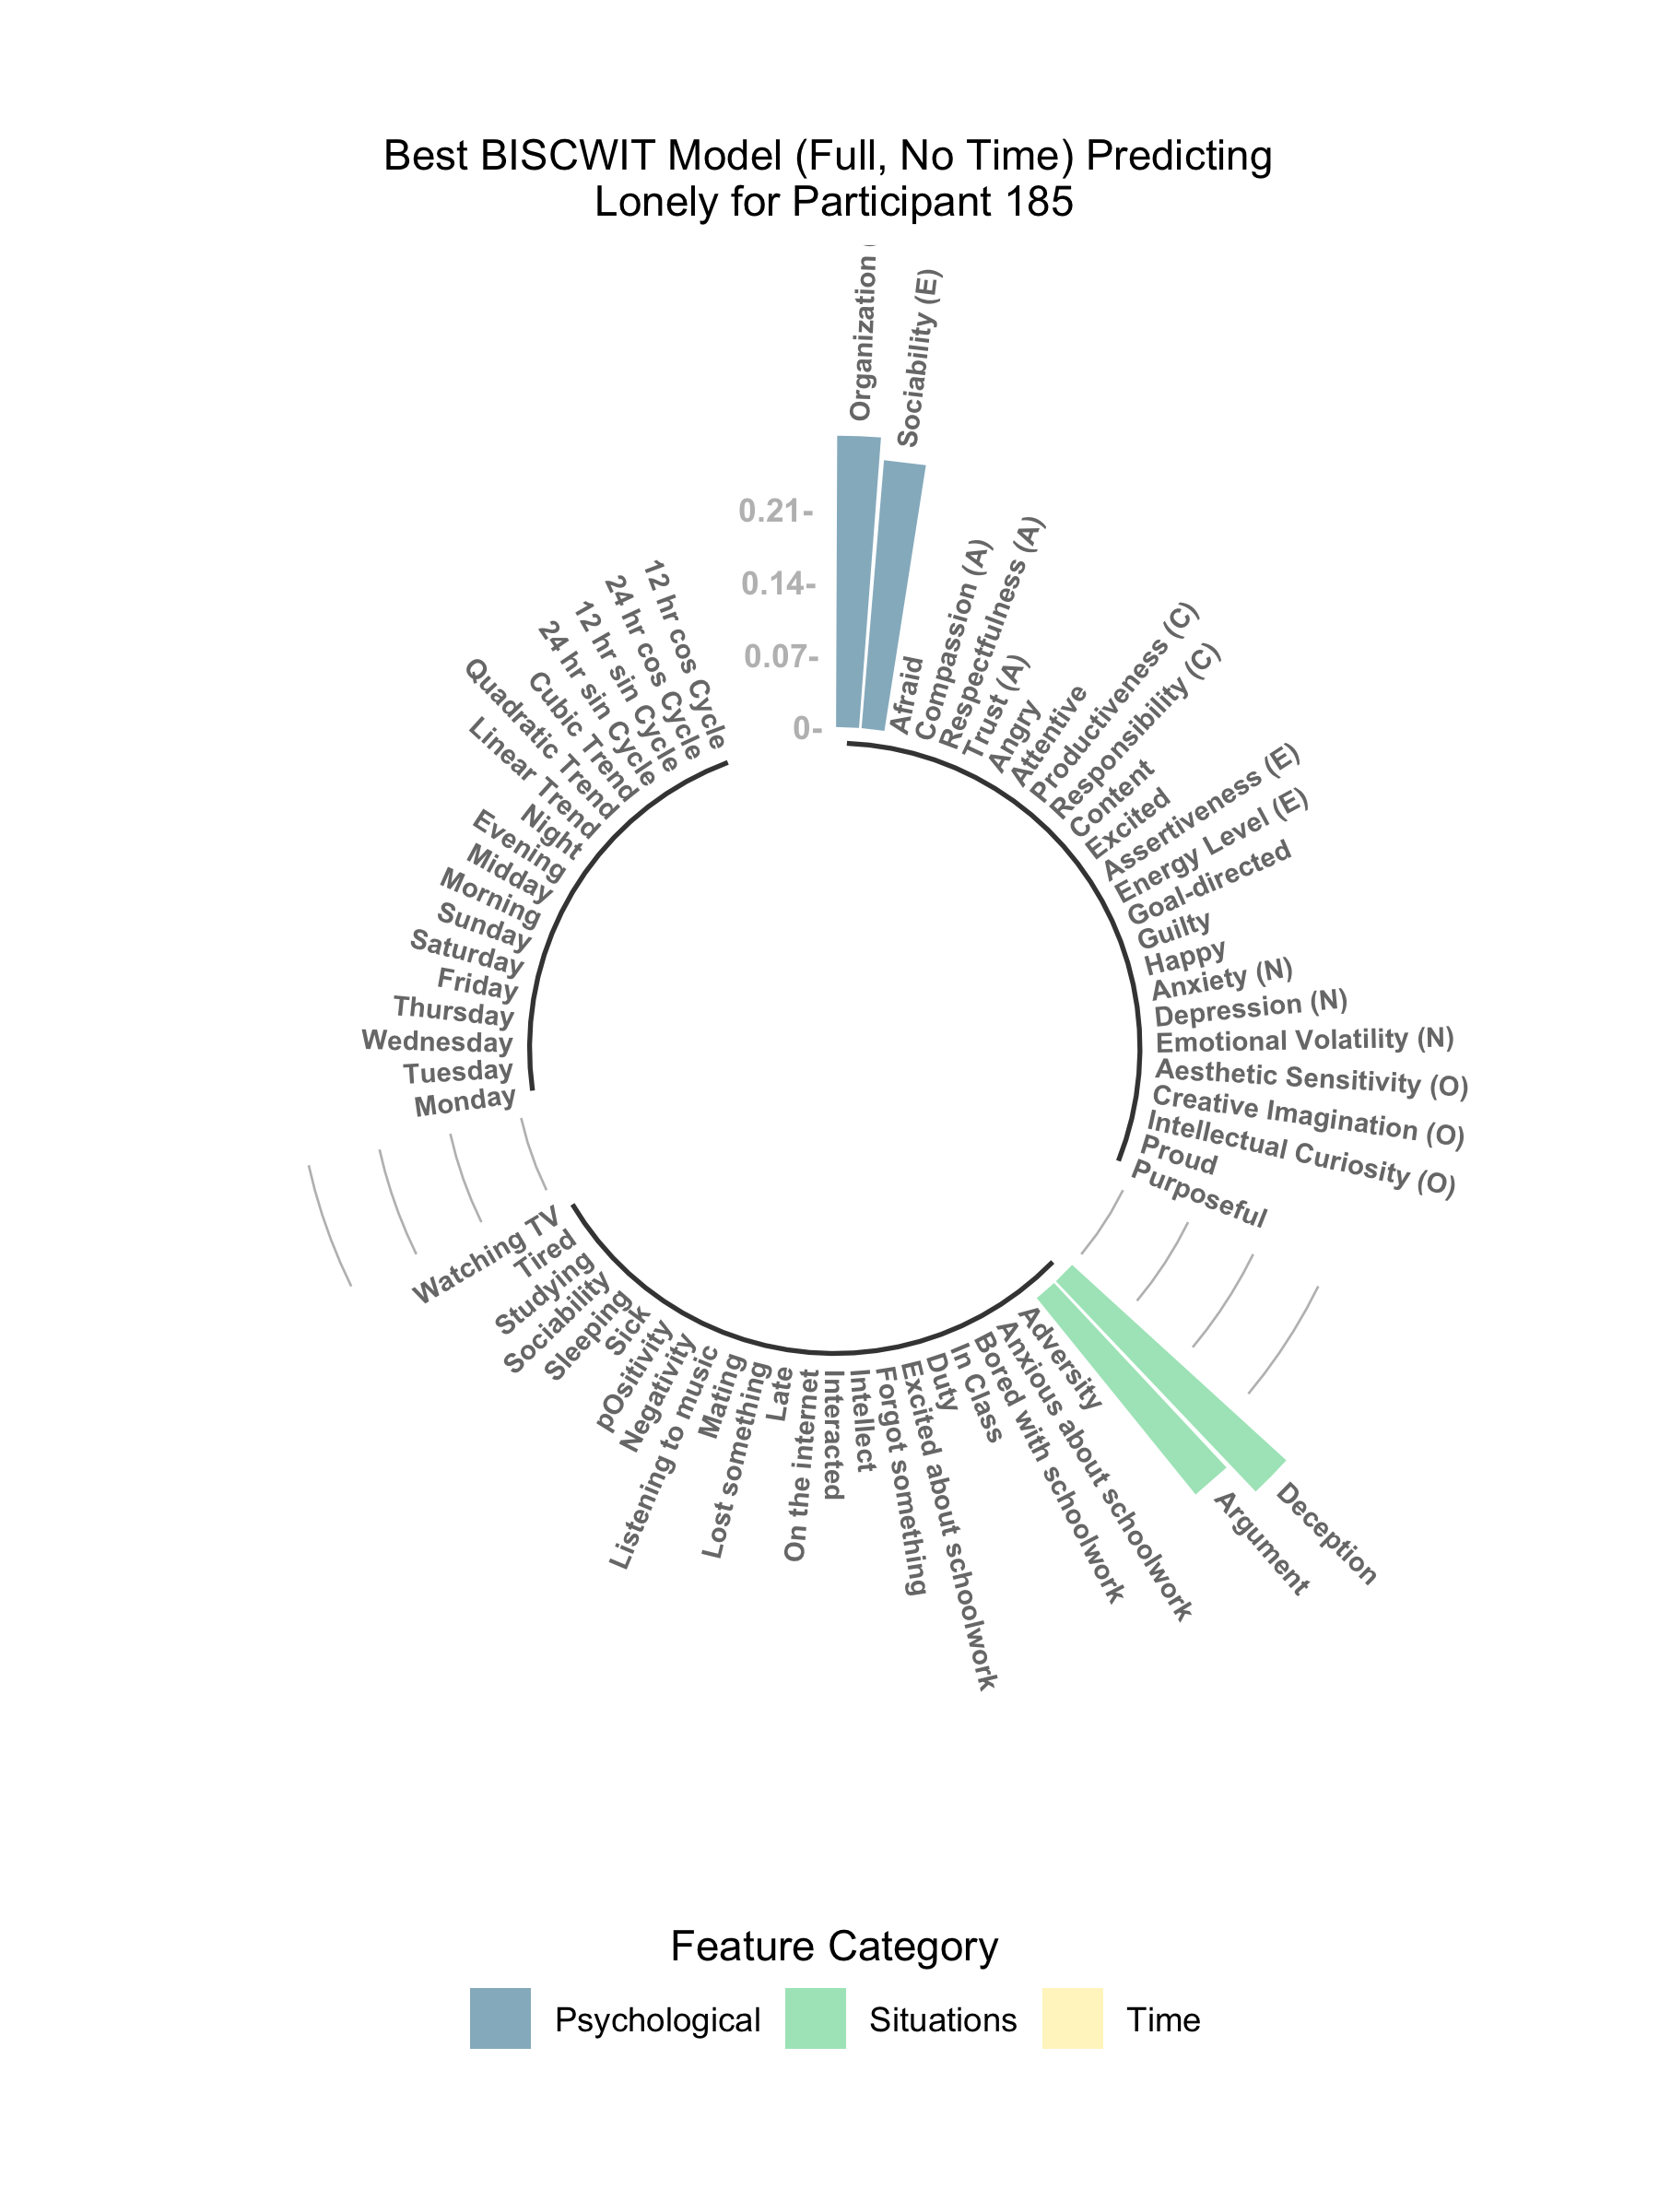 Best BISCWIT Model (Full, No Time) Predicting
Lonely for Participant 185
Organization
Sociability (E)
Afraid
Compassion (A)
Respectfulness (A)
Trust (A)
Angry
Attentive
Productiveness (C)
Responsibility (C)
Content
Excited
Assertiveness (E)
Energy Level (E)
Goal-directed
Guilty
Happy
Anxiety (N)
Depression (N)
Emotional Volatility (N)
Aesthetic Sensitivity (O)
Creative Imagination (O)
Intellectual Curiosity (O)
Proud
Purposeful
Deception
Argument
Adversity
Anxious about schoolwork
Bored with schoolwork
In Class
Duty
Excited about schoolwork
Forgot something
Intellect
Interacted
On the internet
Late
Lost something
Mating
Listening to music
Negativity
pOsitivity
Sick
Sleeping
Sociability
Studying
Tired
Watching TV
Monday
Tuesday
Wednesday
Thursday
Friday
Saturday
Sunday
Morning
Midday
Evening
Night
Linear Trend
Quadratic Trend
Cubic Trend
24 hr sin Cycle
12 hr sin Cycle
24 hr cos Cycle
12 hr cos Cycle
0.21-
0.14-
0.07-
0-
Feature Category
Psychological
Situations
Time